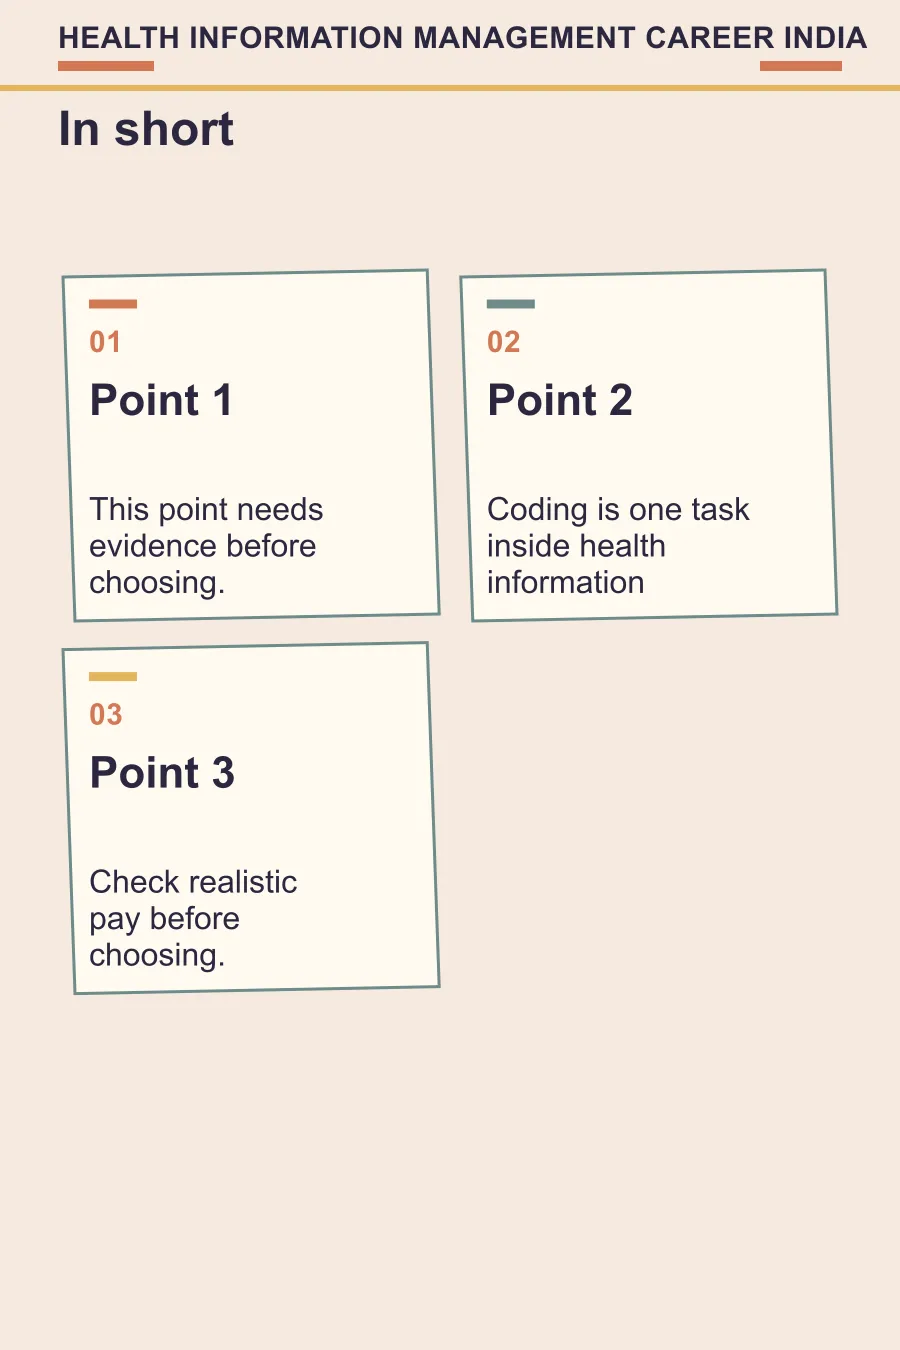 HEALTH INFORMATION MANAGEMENT CAREER INDIA
In short
01
Point 1
This point needs
evidence before
choosing.
02
Point 2
Coding is one task
inside health
information
03
Point 3
Check realistic
pay before
choosing.